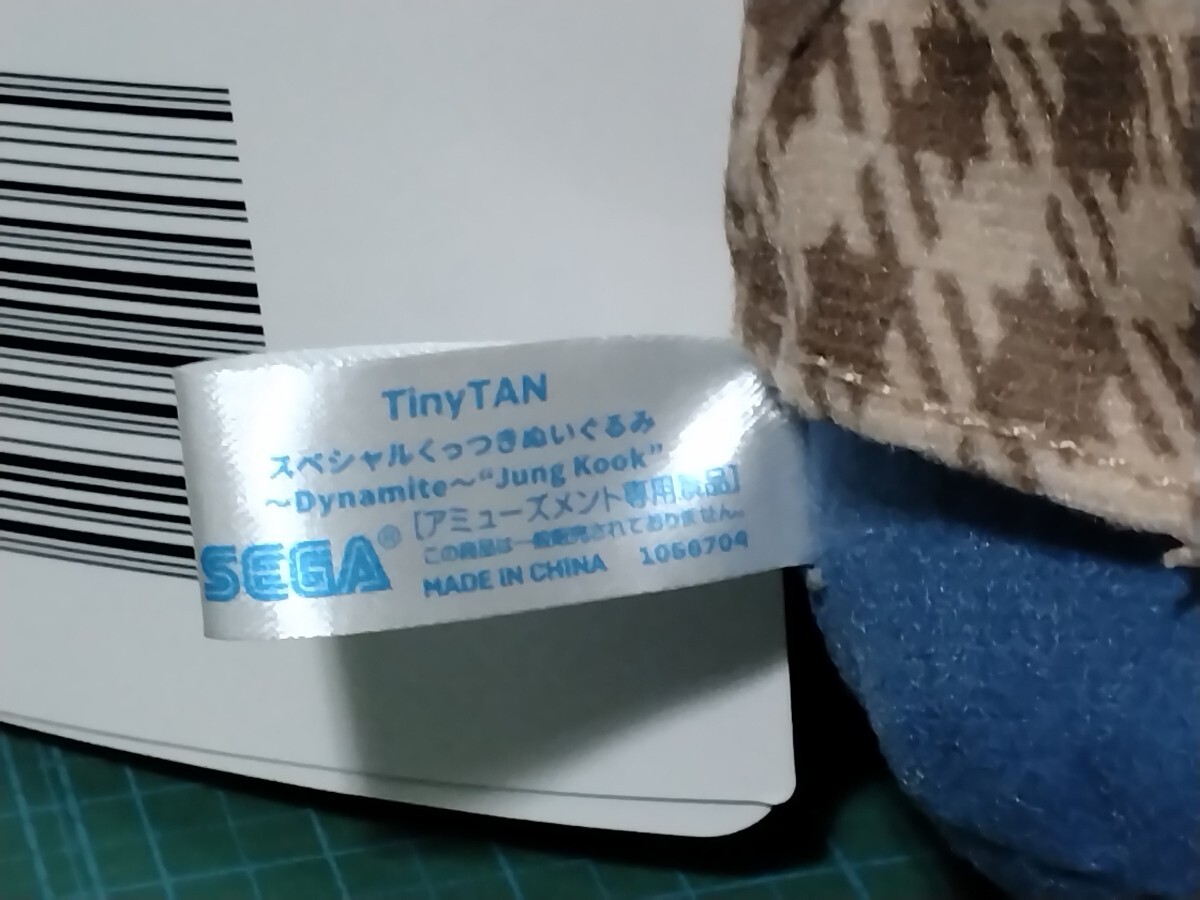 TinyTAN
スペシャルくっつきぬいぐるみ
～Dynamite～“Jung Kook”
[アミューズメント専用景品]
この商品は一般販売されておりません。
SEGA®
MADE IN CHINA 1056704